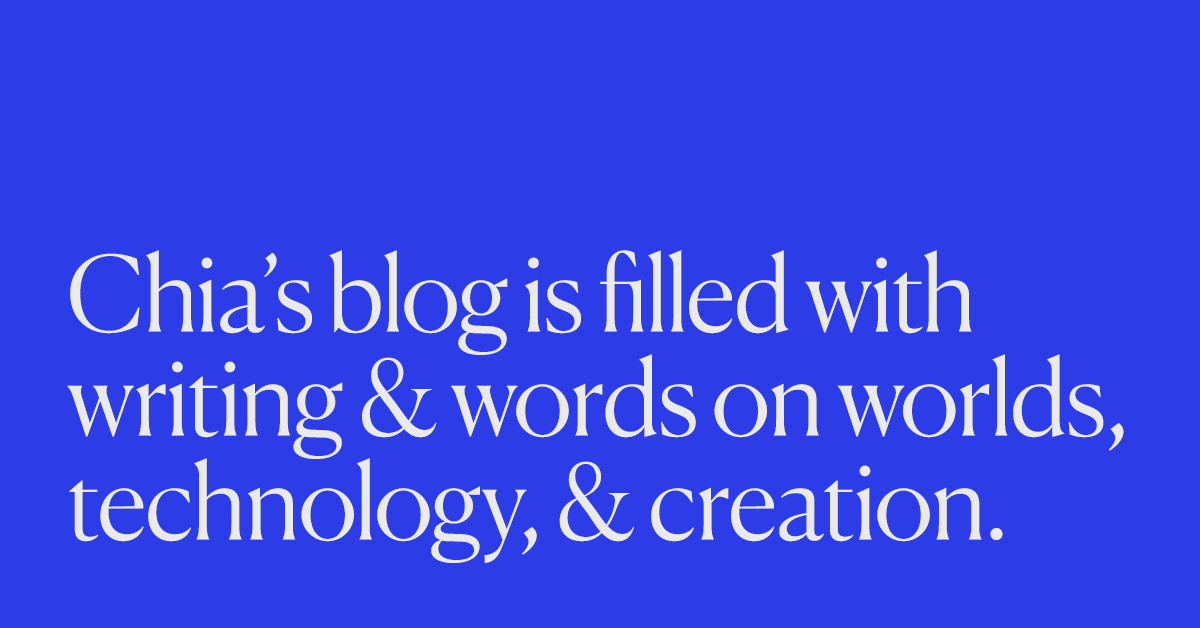 Chia’s blog is filled with
writing & words on worlds,
technology, & creation.